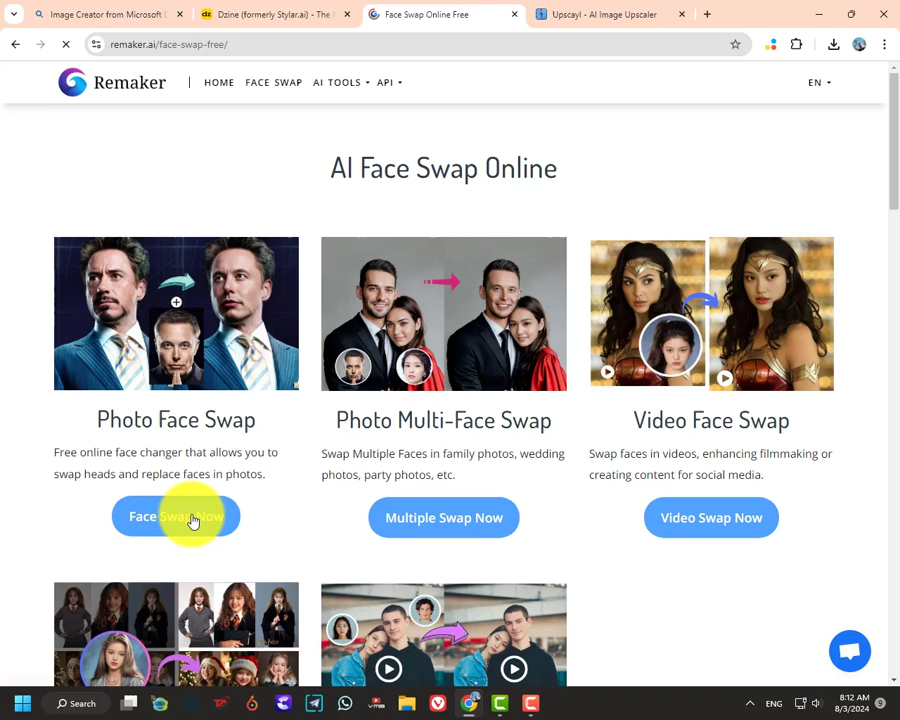 Image Creator from Microsoft D
Dzine (formerly Stylar.ai) - The M
Face Swap Online Free
Upscayl - AI Image Upscaler
remaker.ai/face-swap-free/
Remaker
HOME
FACE SWAP
AI TOOLS
API
EN
AI Face Swap Online
Photo Face Swap
Free online face changer that allows you to
swap heads and replace faces in photos.
Face Swap Now
Photo Multi-Face Swap
Swap Multiple Faces in family photos, wedding
photos, party photos, etc.
Multiple Swap Now
Video Face Swap
Swap faces in videos, enhancing filmmaking or
creating content for social media.
Video Swap Now
Search
ENG
8:12 AM
8/3/2024